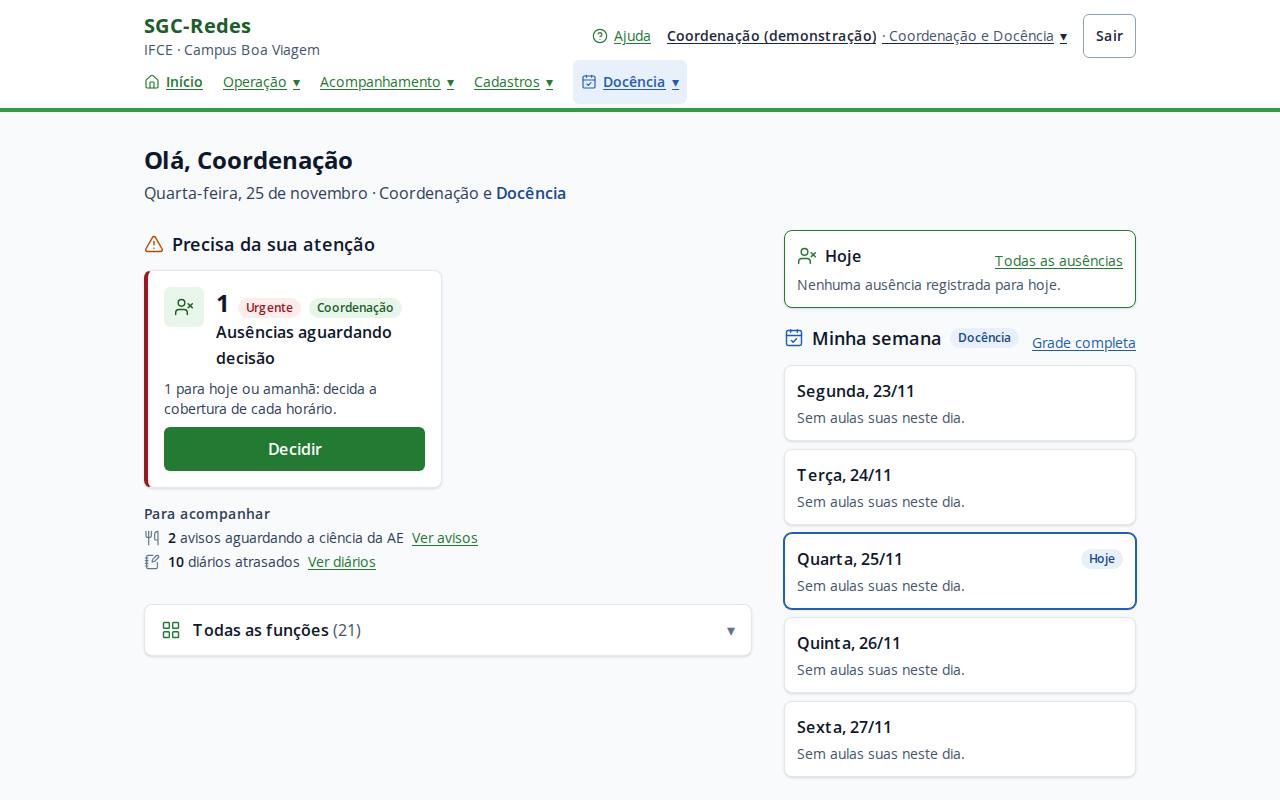 SGC-Redes
IFCE · Campus Boa Viagem
Ajuda
Coordenação (demonstração) · Coordenação e Docência ▾
Sair
Início
Operação ▾
Acompanhamento ▾
Cadastros ▾
Docência ▾
Olá, Coordenação
Quarta-feira, 25 de novembro · Coordenação e Docência
Precisa da sua atenção
1 Urgente Coordenação
Ausências aguardando
decisão
1 para hoje ou amanhã: decida a
cobertura de cada horário.
Decidir
Para acompanhar
2 avisos aguardando a ciência da AE Ver avisos
10 diários atrasados Ver diários
Todas as funções (21) ▾
Hoje
Todas as ausências
Nenhuma ausência registrada para hoje.
Minha semana Docência Grade completa
Segunda, 23/11
Sem aulas suas neste dia.
Terça, 24/11
Sem aulas suas neste dia.
Quarta, 25/11 Hoje
Sem aulas suas neste dia.
Quinta, 26/11
Sem aulas suas neste dia.
Sexta, 27/11
Sem aulas suas neste dia.